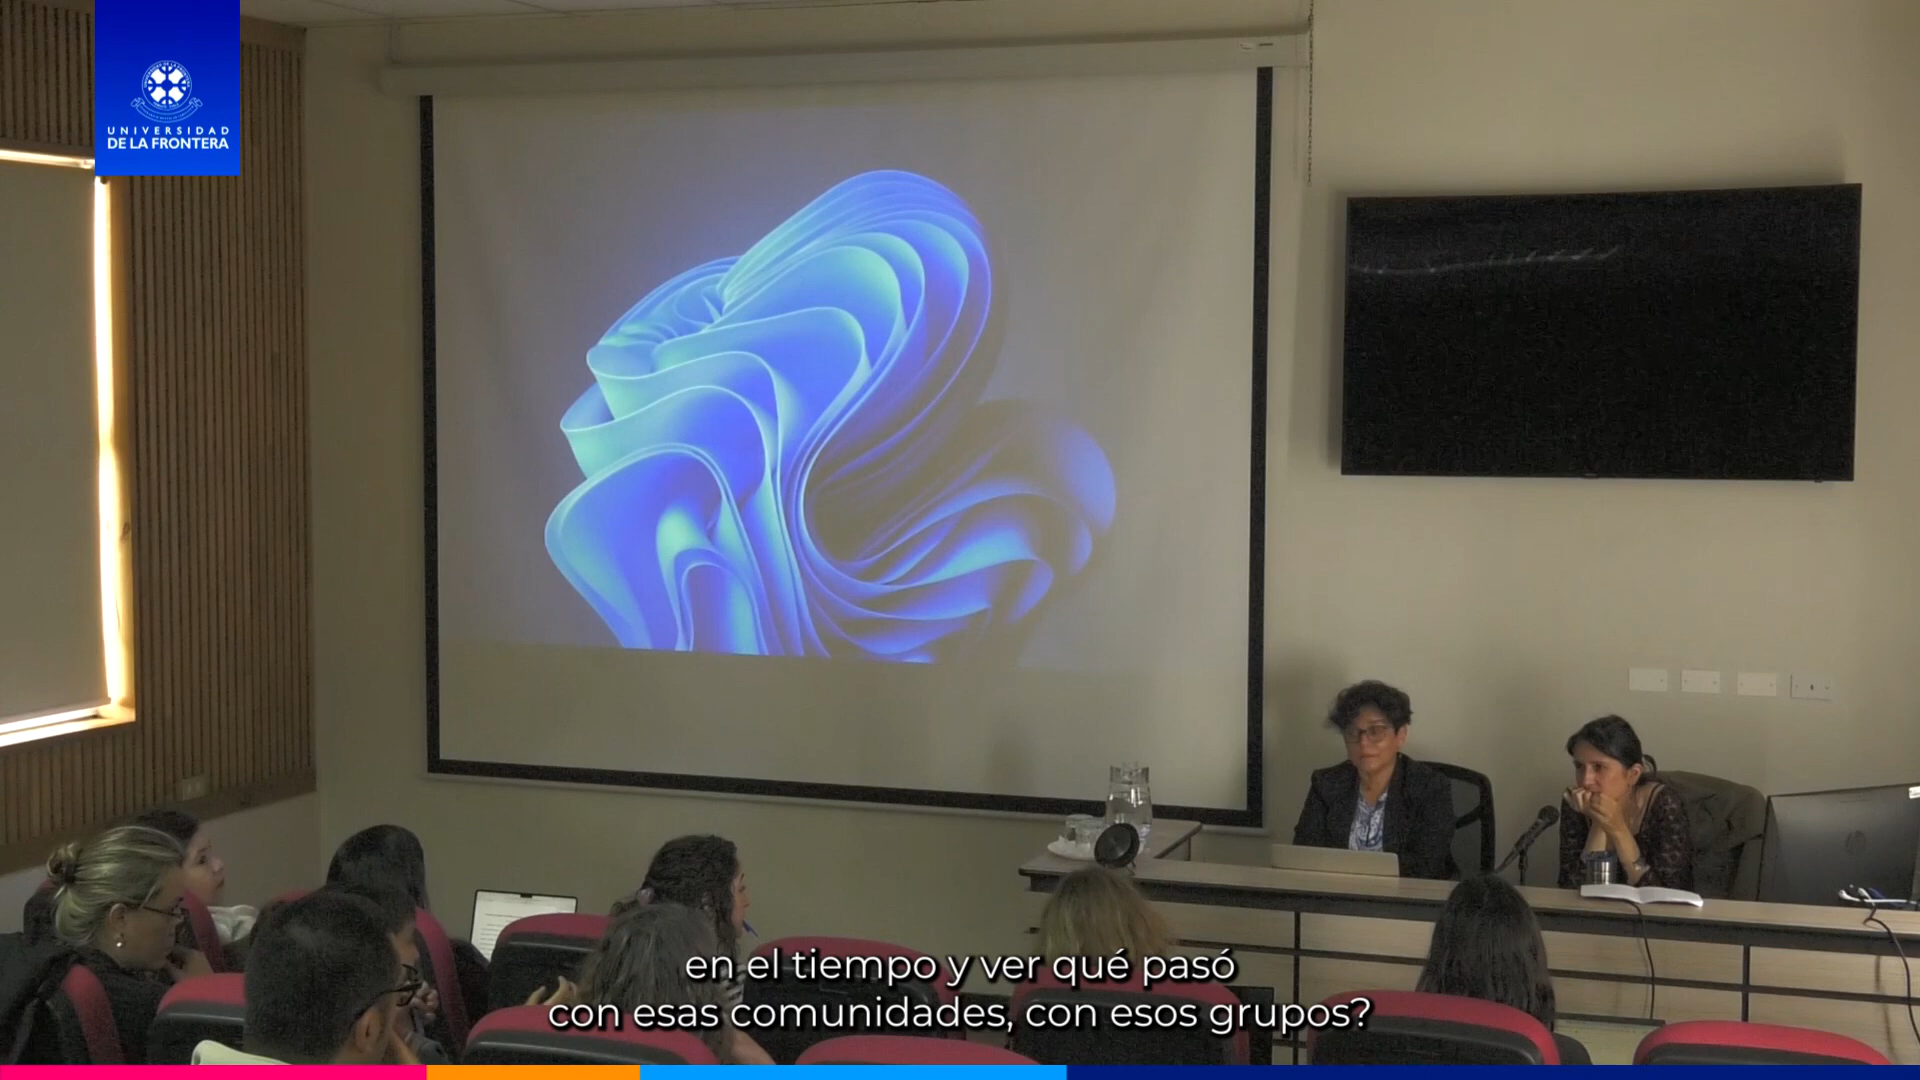 UNIVERSIDAD
DE LA FRONTERA
en el tiempo y ver qué pasó
con esas comunidades, con esos grupos?